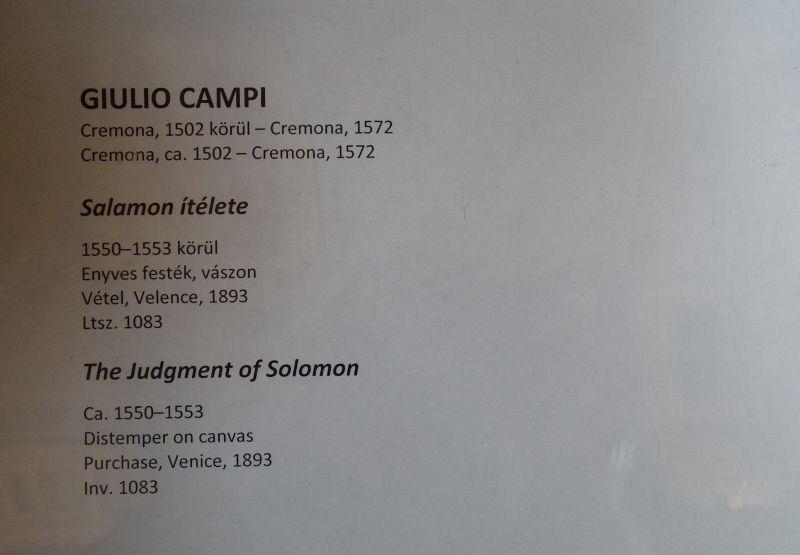 GIULIO CAMPI
Cremona, 1502 körül – Cremona, 1572
Cremona, ca. 1502 – Cremona, 1572
Salamon ítélete
1550–1553 körül
Enyves festék, vászon
Vétel, Velence, 1893
Ltsz. 1083
The Judgment of Solomon
Ca. 1550–1553
Distemper on canvas
Purchase, Venice, 1893
Inv. 1083